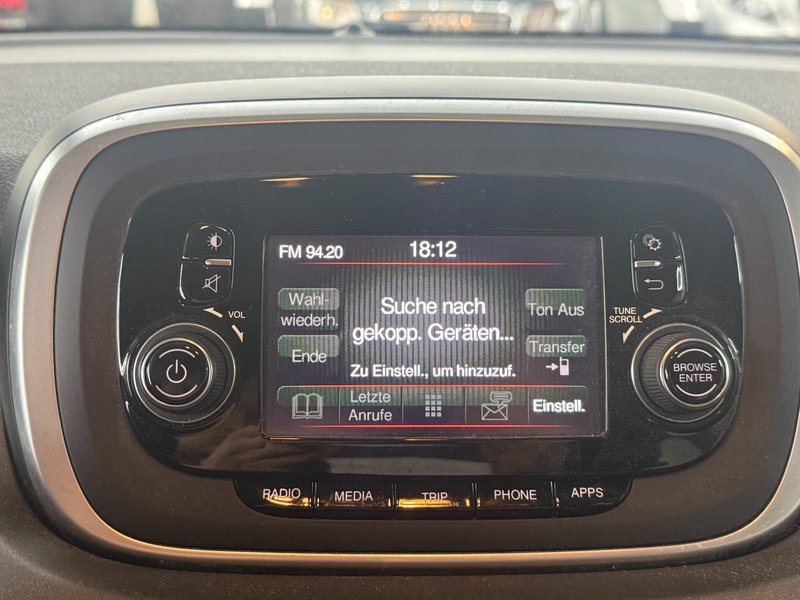 FM 94.20
18:12
Wahl-
wiederh.
Suche nach
gekopp. Geräten...
Ton Aus
Ende
Transfer
Zu Einstell., um hinzuzuf.
Letzte
Anrufe
Einstell.
VOL
TUNE
SCROLL
BROWSE
ENTER
RADIO
MEDIA
TRIP
PHONE
APPS